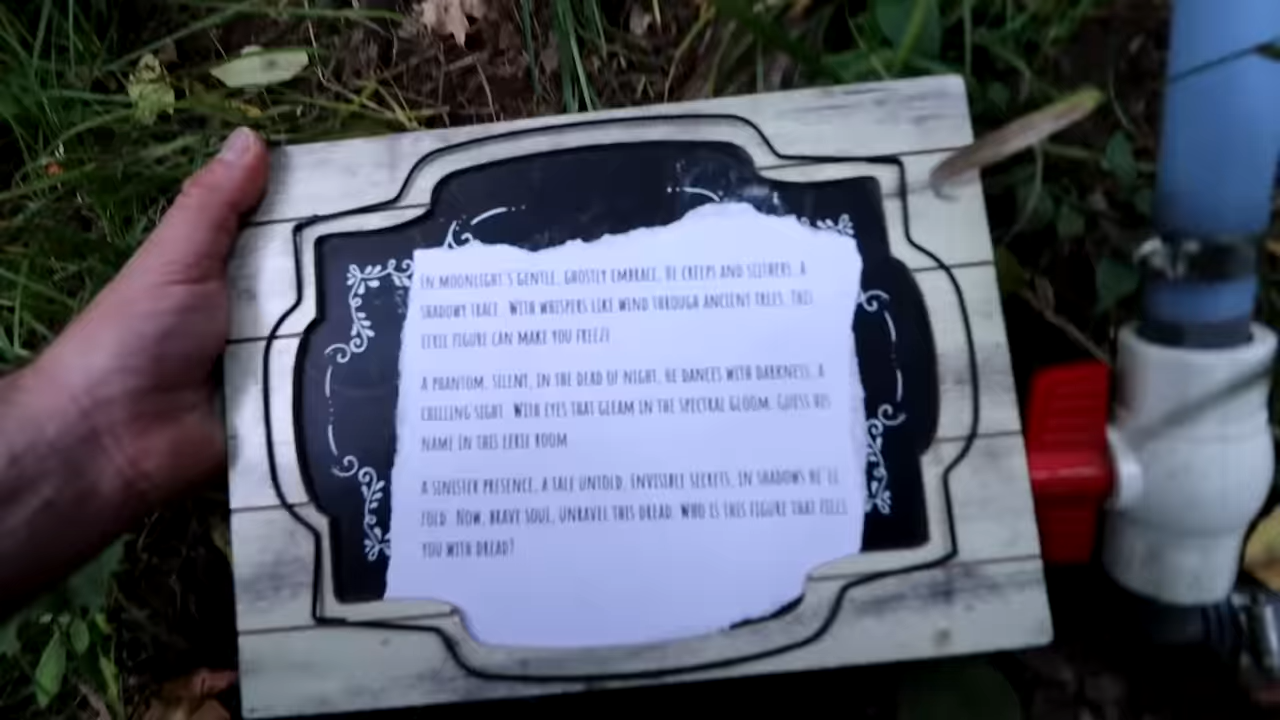 IN MOONLIGHT'S GENTLE, GHOSTLY EMBRACE, HE CREEPS AND SLITHERS, A
SHADOWY TRACE. WITH WHISPERS LIKE WIND THROUGH ANCIENT TREES, THIS
EERIE FIGURE CAN MAKE YOU FREEZE
A PHANTOM, SILENT, IN THE DEAD OF NIGHT, HE DANCES WITH DARKNESS, A
CHILLING SIGHT. WITH EYES THAT GLEAM IN THE SPECTRAL GLOOM, GUESS HIS
NAME IN THIS EERIE ROOM
A SINISTER PRESENCE, A TALE UNTOLD, INVISIBLE SECRETS, IN SHADOWS HE'LL
FOLD. NOW, BRAVE SOUL, UNRAVEL THIS DREAD. WHO IS THIS FIGURE THAT FILLS
YOU WITH DREAD?